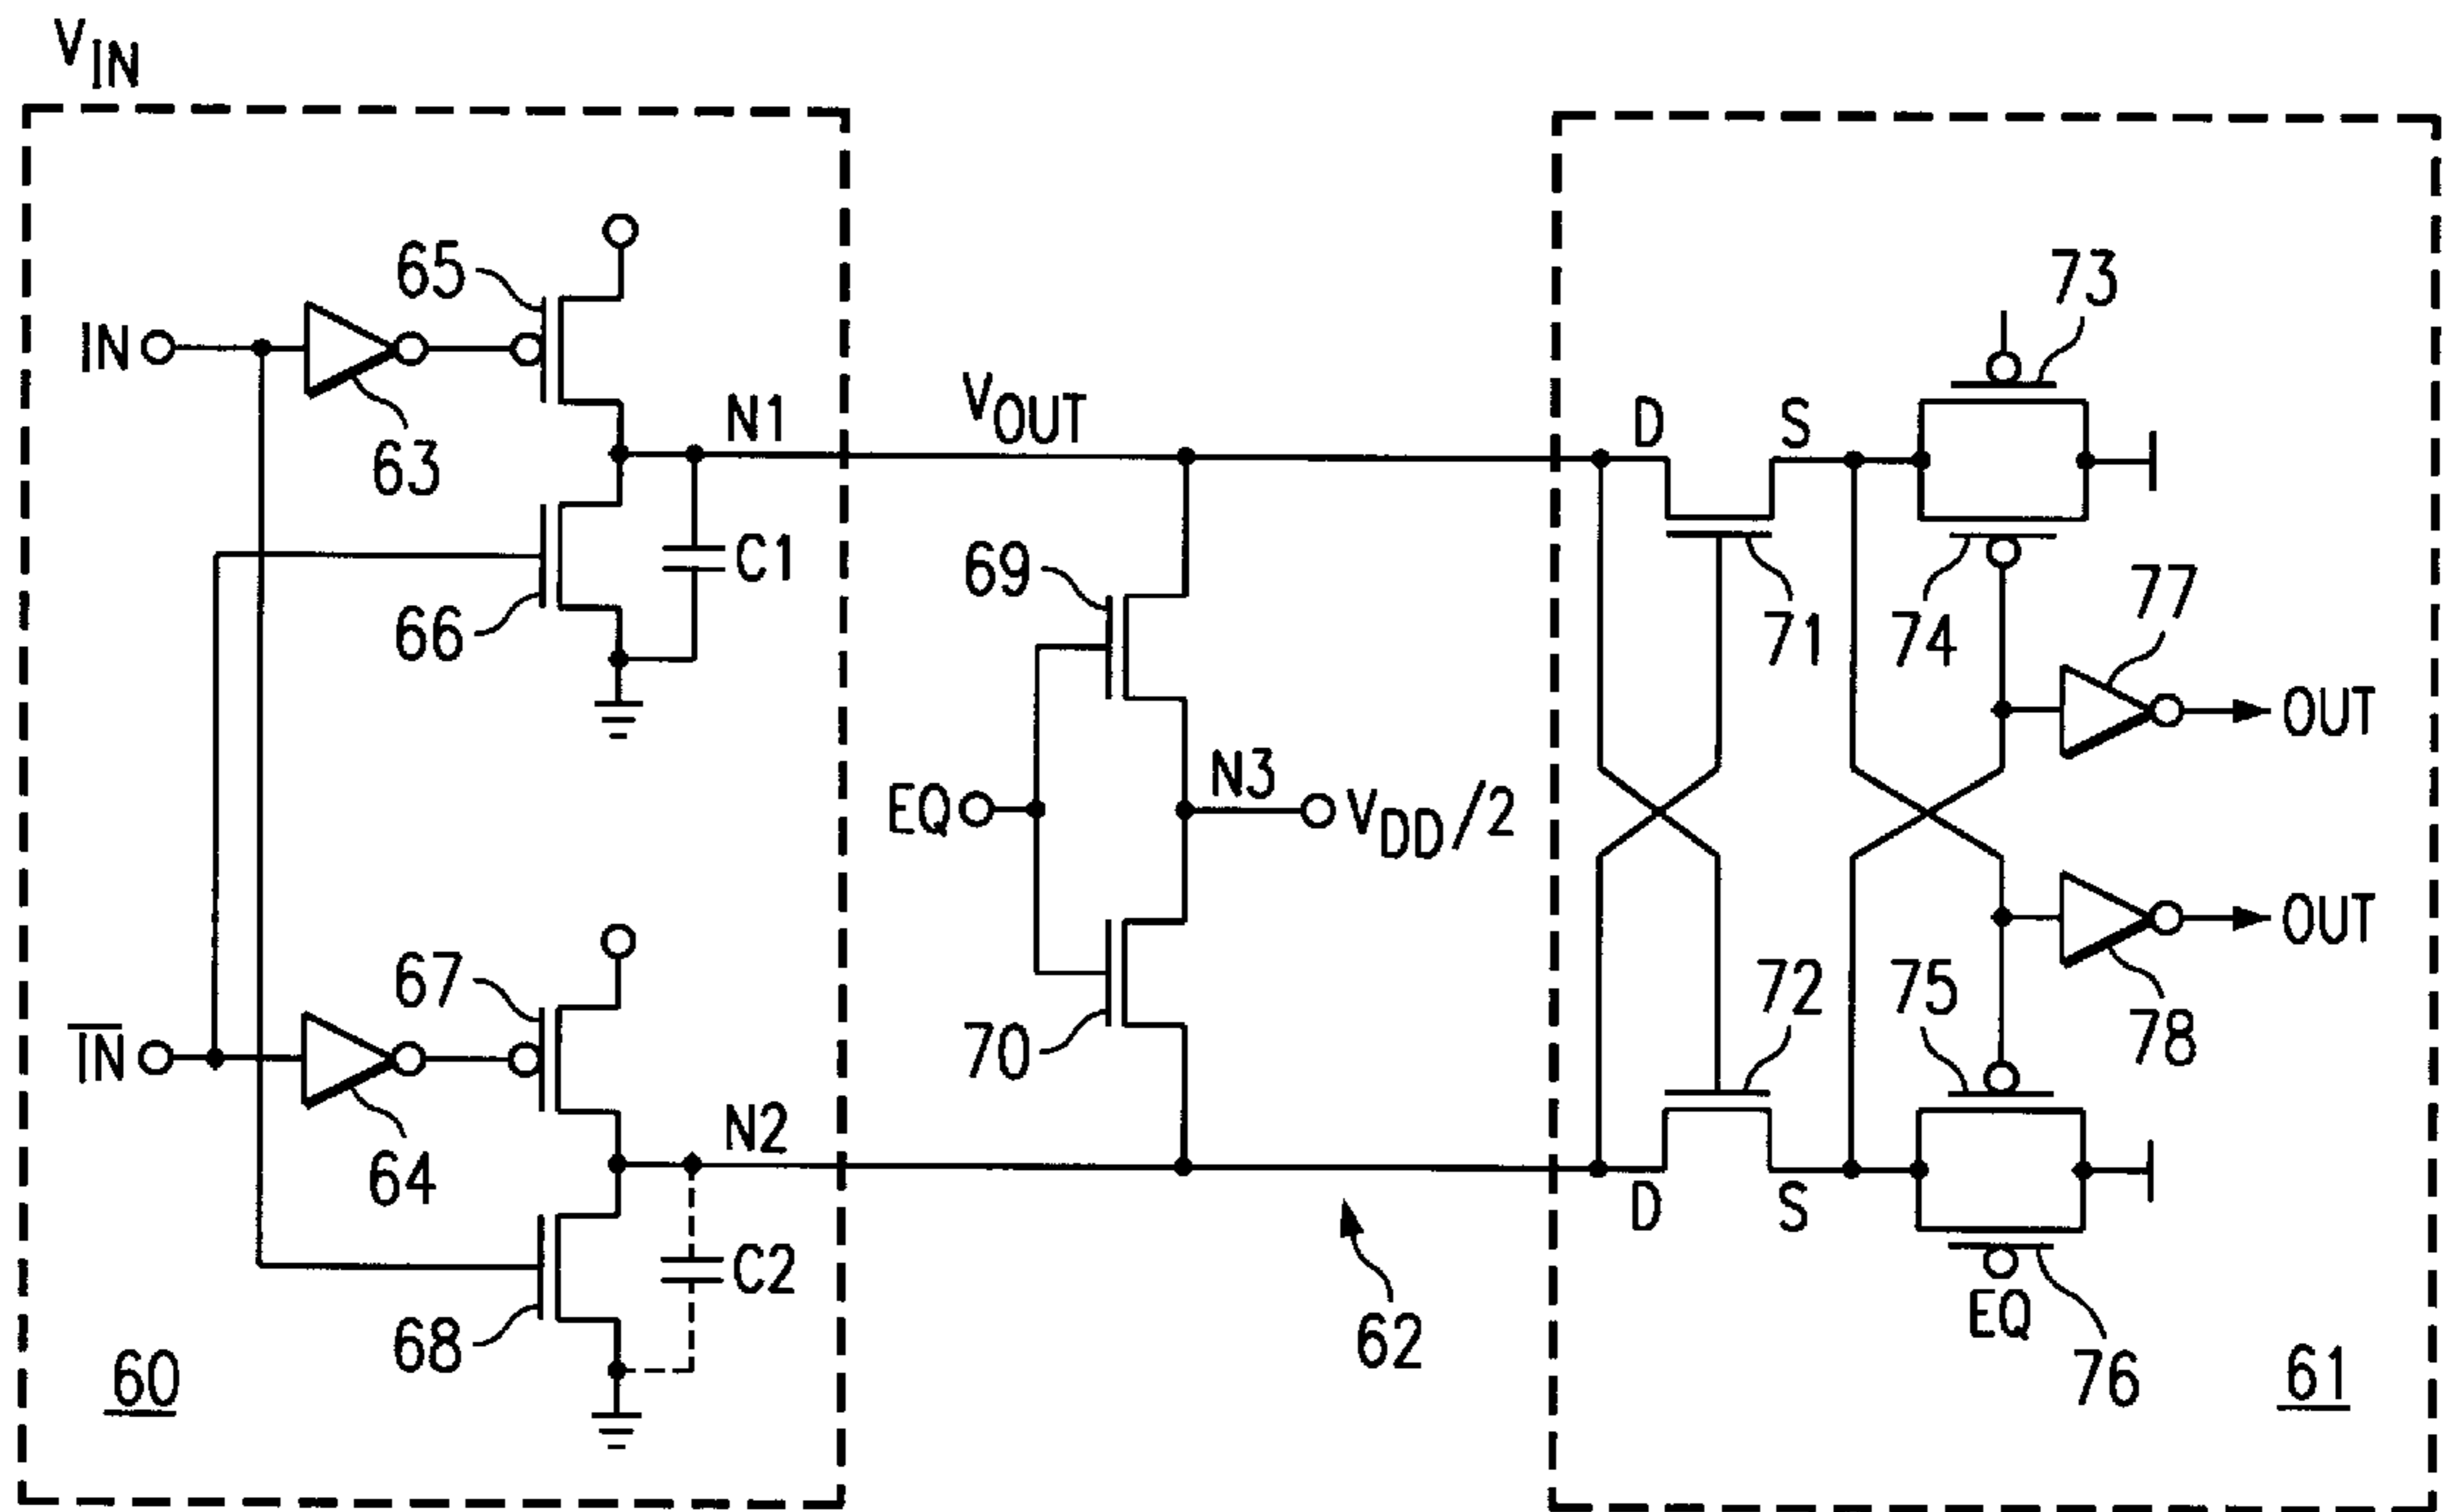 V_IN
65
73
IN
N1
V_OUT
D
S
63
C1
69
77
66
71
74
OUT
N3
EQ
V_DD/2
OUT
67
72
75
I̅N̅
70
78
N2
64
D
S
C2
EQ
68
62
60
76
61